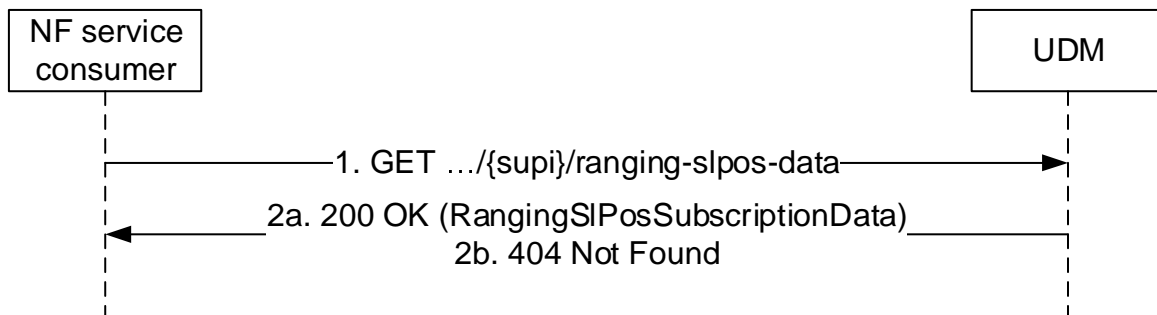 NF service
consumer
UDM
1. GET …/{supi}/ranging-slpos-data
2a. 200 OK (RangingSlPosSubscriptionData)
2b. 404 Not Found